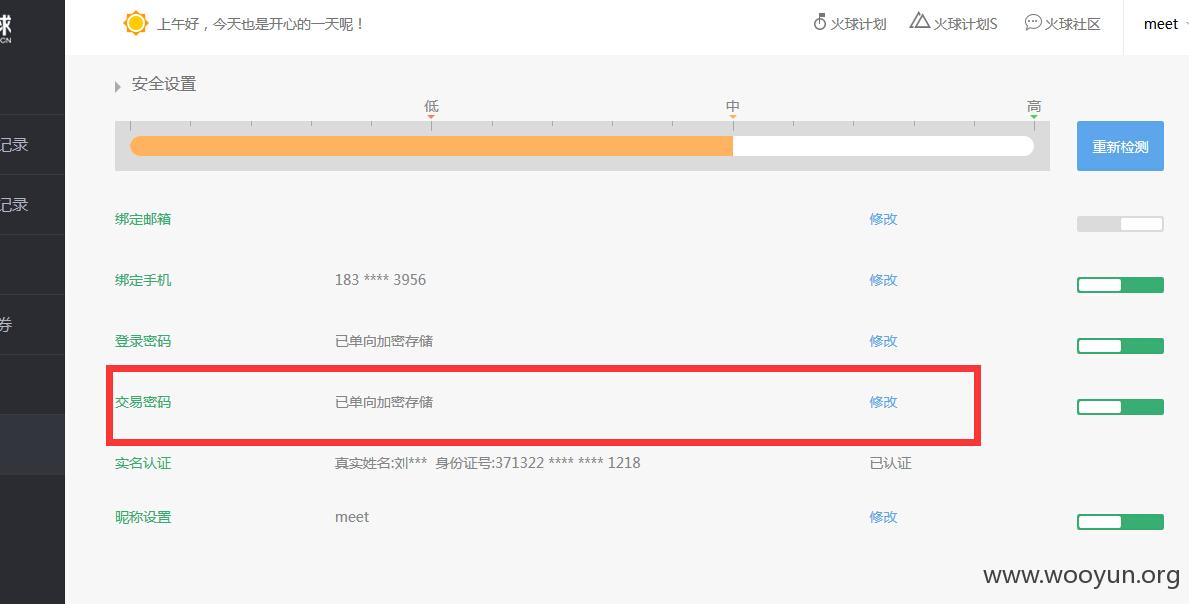 球
CN
上午好，今天也是开心的一天呢！
火球计划
火球计划S
火球社区
meet
安全设置
低
中
高
重新检测
记录
记录
券
绑定邮箱 修改
绑定手机 183 **** 3956 修改
登录密码 已单向加密存储 修改
交易密码 已单向加密存储 修改
实名认证 真实姓名:刘*** 身份证号:371322 **** **** 1218 已认证
昵称设置 meet 修改
www.wooyun.org